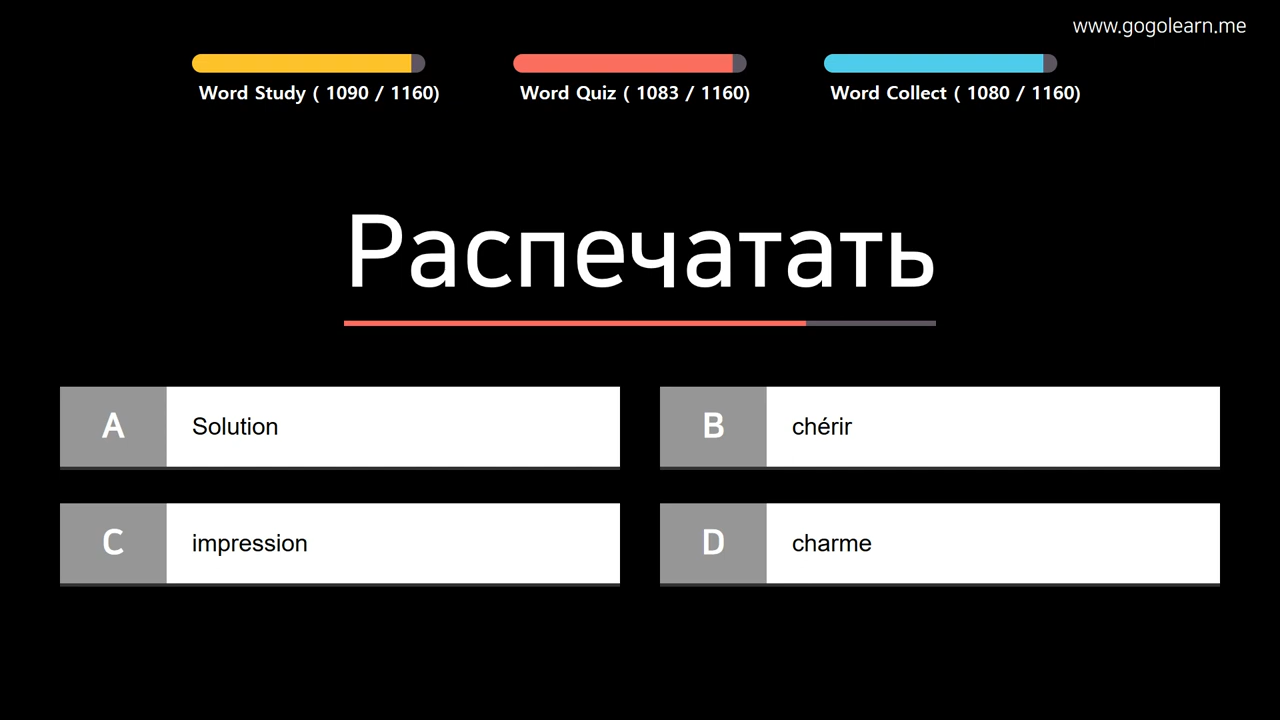 www.gogolearn.me
Word Study ( 1090 / 1160)
Word Quiz ( 1083 / 1160)
Word Collect ( 1080 / 1160)
Распечатать
A
Solution
B
chérir
C
impression
D
charme